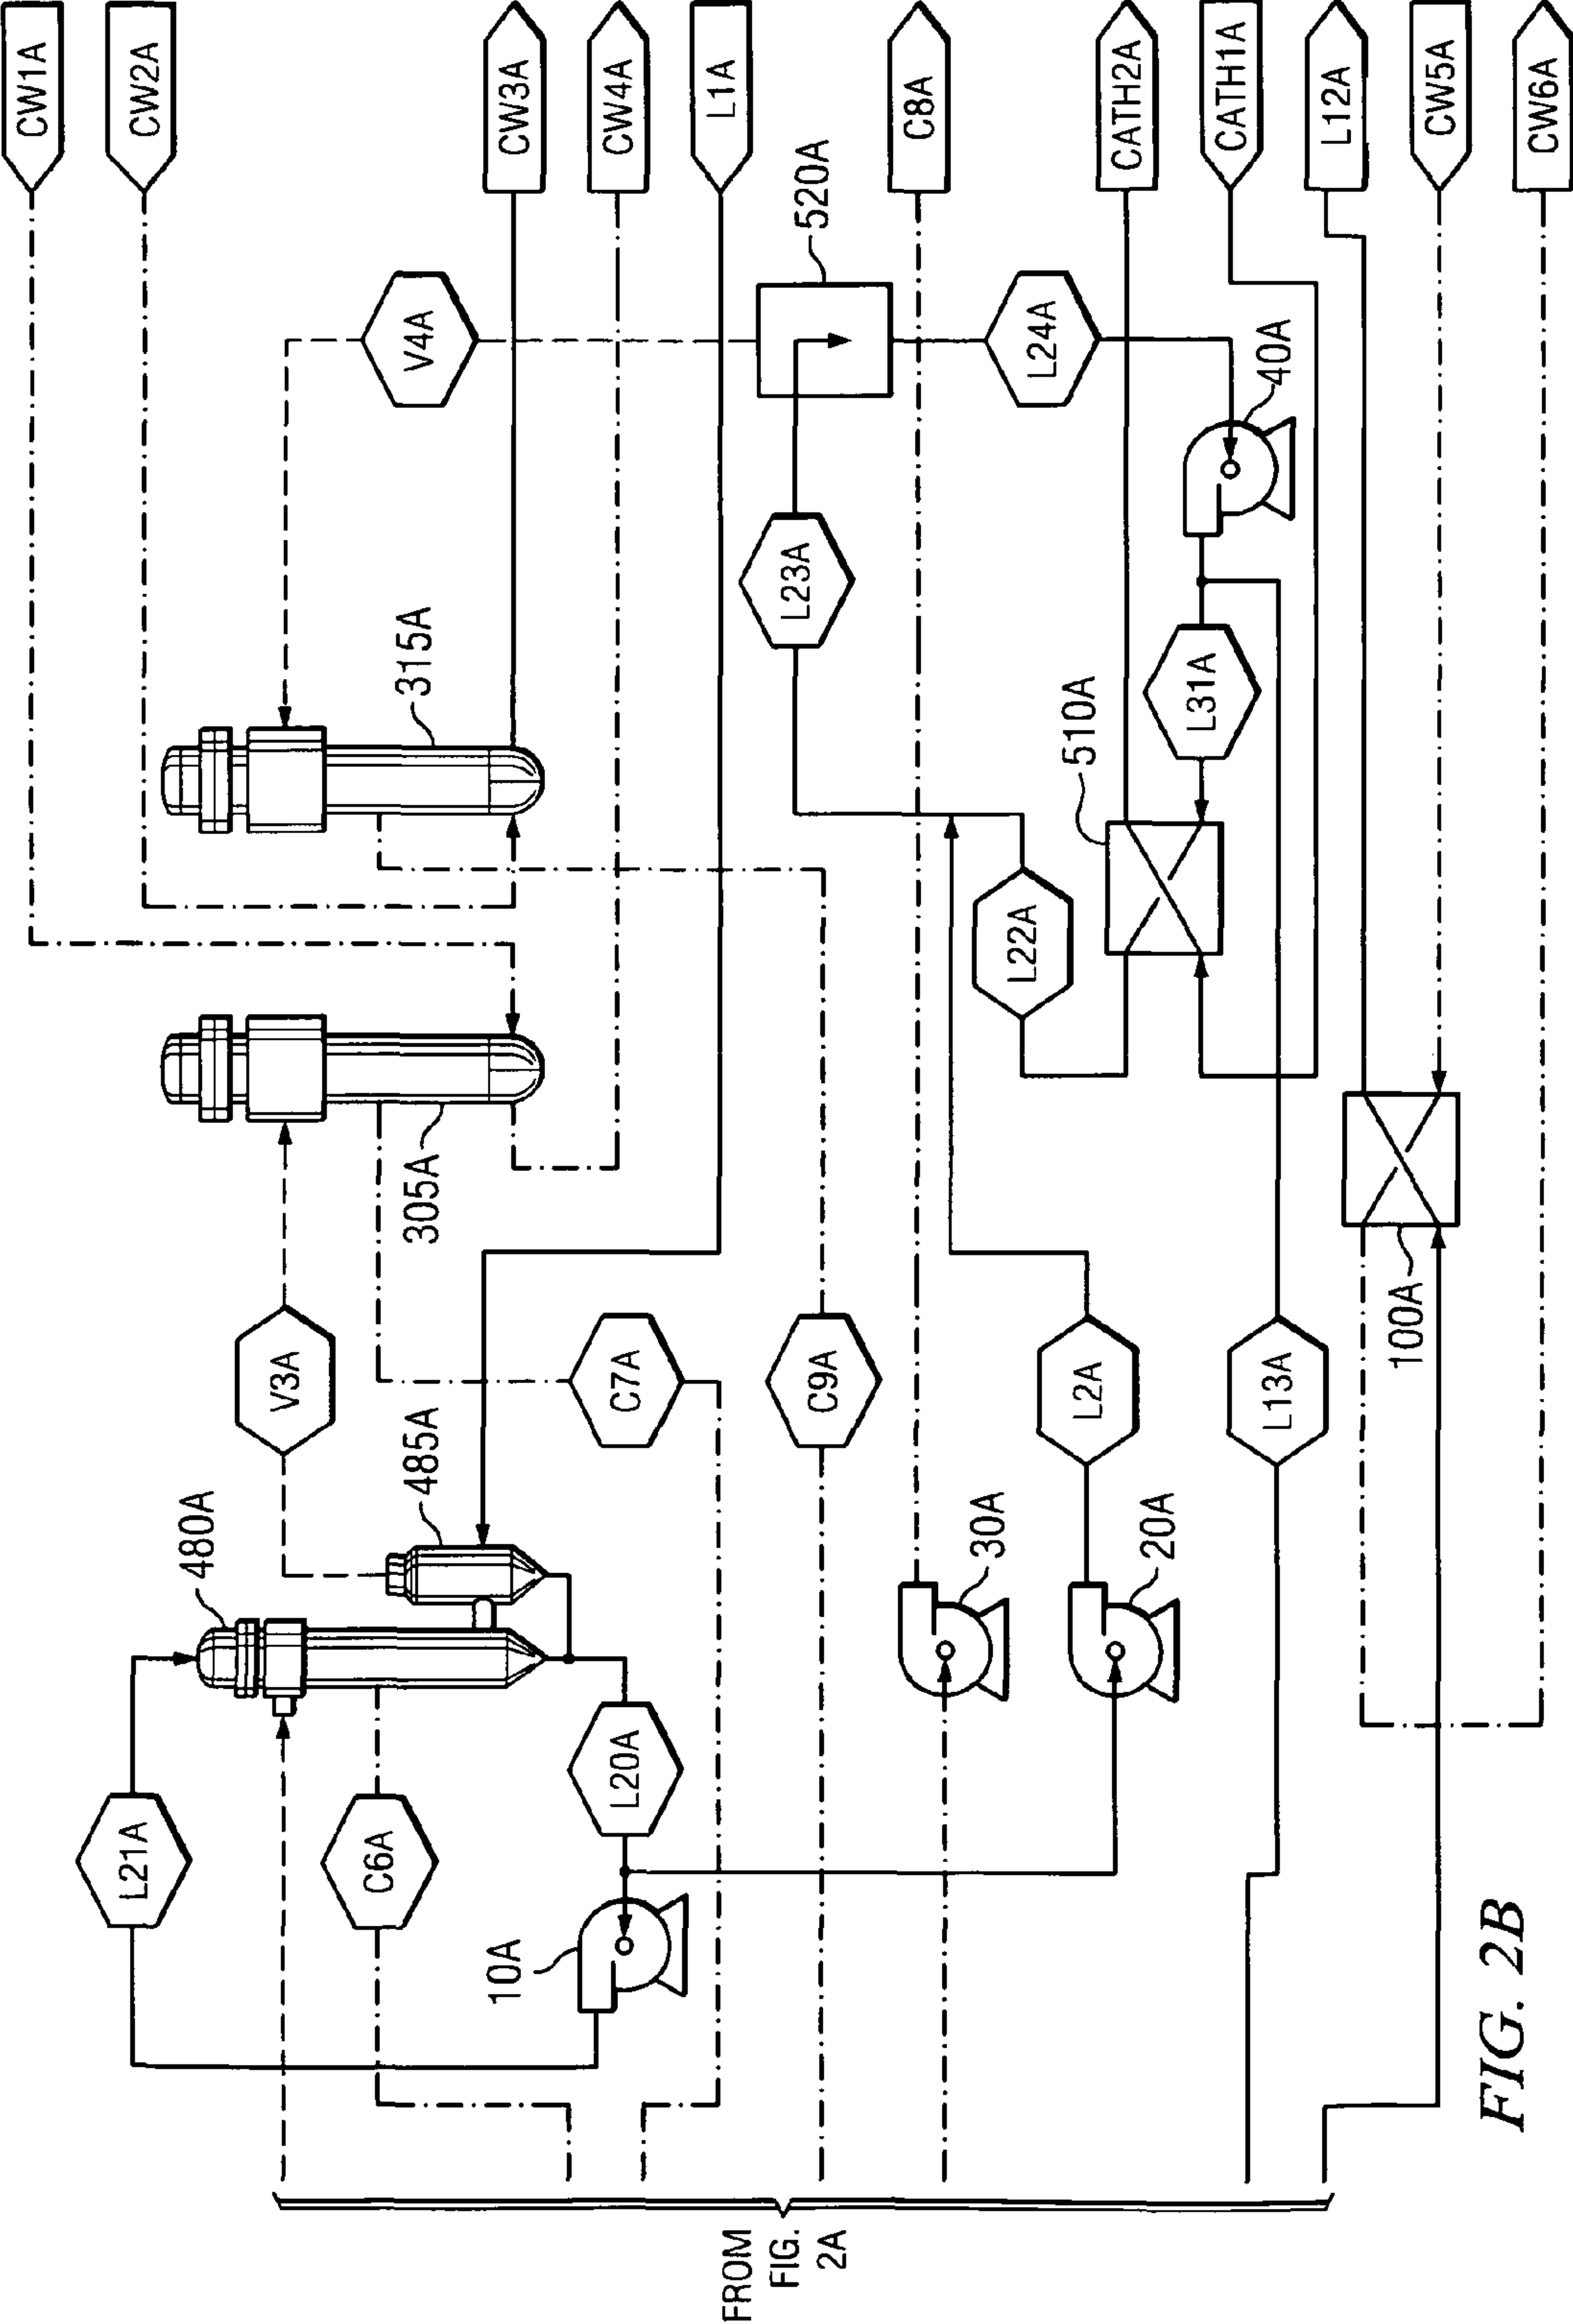 CW1A
CW2A
CW3A
CW4A
L1A
C8A
CATH2A
CATH1A
L12A
CW5A
CW6A
520A
V4A
L24A
40A
L23A
315A
L31A
510A
L22A
305A
100A
V3A
C7A
C9A
L2A
L13A
485A
480A
30A
20A
L21A
C6A
L20A
10A
FROM
FIG.
2A
FIG. 2B